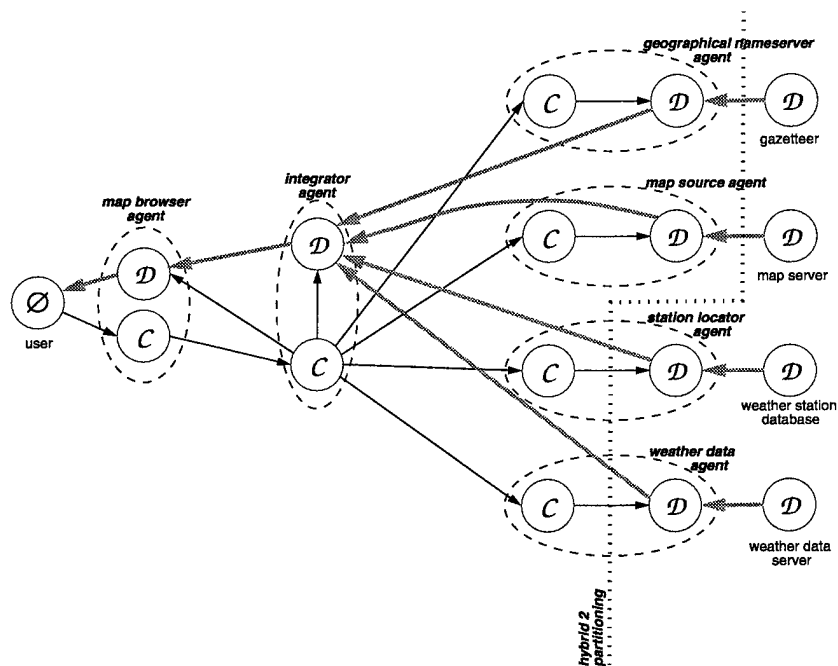 geographical nameserver
agent
C
D
D
gazetteer
integrator
agent
map source agent
map browser
agent
D
C
D
D
map server
D
Ø
user
C
station locator
agent
C
C
D
D
weather station
database
weather data
agent
C
D
D
weather data
server
hybrid 2
partitioning